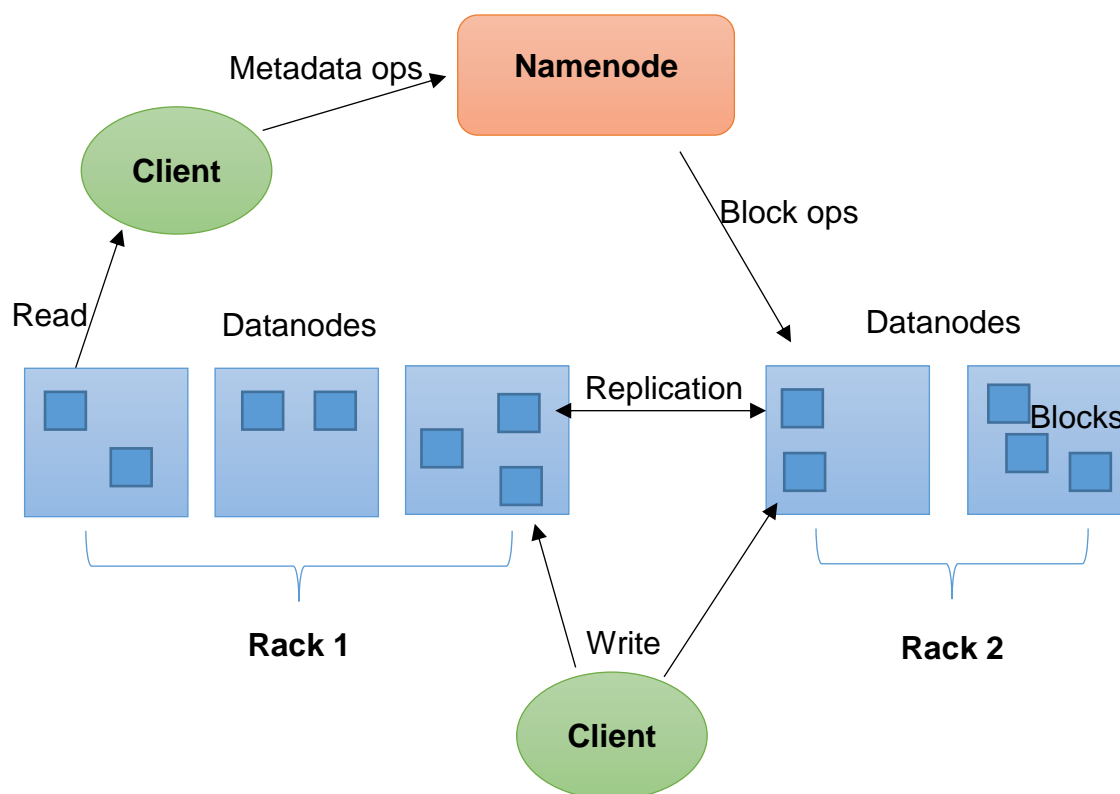 Namenode
Metadata ops
Client
Block ops
Read
Datanodes
Datanodes
Replication
Blocks
Rack 1
Write
Rack 2
Client